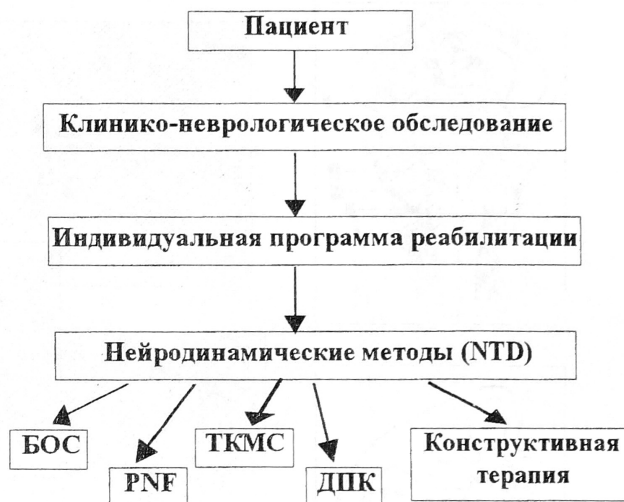 Пациент
Клинико-неврологическое обследование
Индивидуальная программа реабилитации
Нейродинамические методы (NTD)
БОС
PNF
ТКМС
ДПК
Конструктивная
терапия